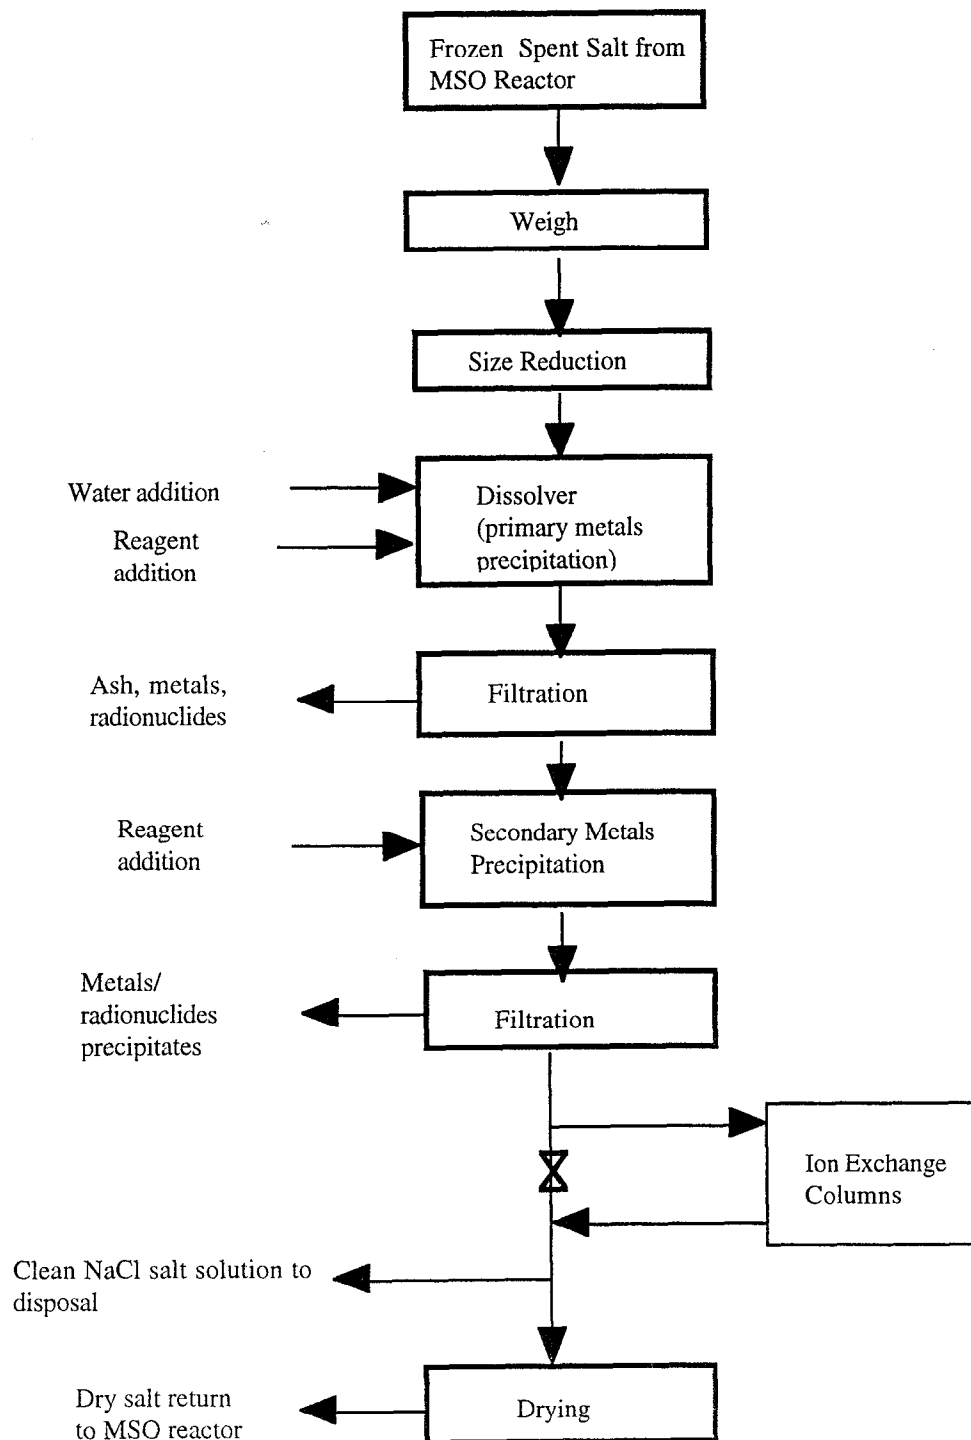 Frozen Spent Salt from
MSO Reactor
Weigh
Size Reduction
Water addition
Reagent
addition
Dissolver
(primary metals
precipitation)
Ash, metals,
radionuclides
Filtration
Reagent
addition
Secondary Metals
Precipitation
Metals/
radionuclides
precipitates
Filtration
Ion Exchange
Columns
Clean NaCl salt solution to
disposal
Dry salt return
to MSO reactor
Drying